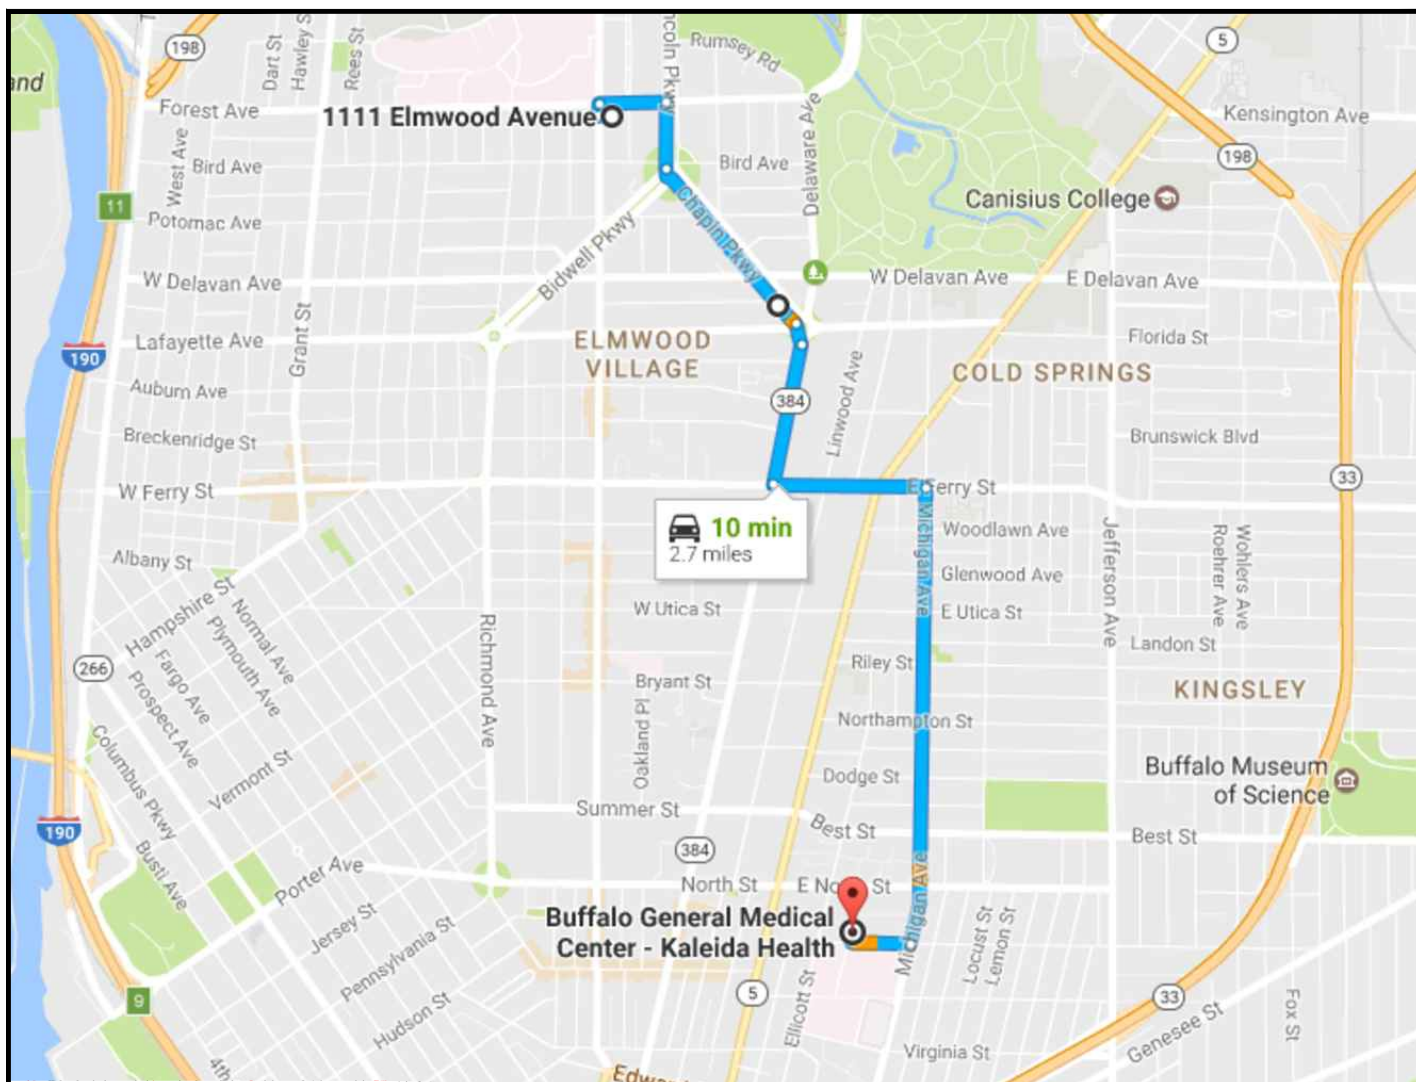 198
5
Dart St
Hawley S
Rees St
ncoln Pkwy
Rumsey Rd
and
Forest Ave
1111 Elmwood Avenue
Delaware Ave
Kensington Ave
198
West Ave
Bird Ave
Bird Ave
11
Canisius College
Potomac Ave
Chapin Pkwy
Bidwell Pkwy
W Delavan Ave
W Delavan Ave
E Delavan Ave
Grant St
Lafayette Ave
190
ELMWOOD
VILLAGE
Florida St
Linwood Ave
COLD SPRINGS
Auburn Ave
384
Breckenridge St
Brunswick Blvd
W Ferry St
E Ferry St
33
10 min
2.7 miles
Michigan Ave
Woodlawn Ave
Jefferson Ave
Roehrer Ave
Wohlers Ave
Albany St
Glenwood Ave
Hampshire St
Normal Ave
Plymouth Ave
Fargo Ave
Prospect Ave
W Utica St
E Utica St
Richmond Ave
Landon St
266
Riley St
Bryant St
KINGSLEY
Oakland Pl
Northampton St
Columbus Pkwy
Vermont St
Dodge St
Buffalo Museum
of Science
Summer St
Best St
Best St
190
384
Busti Ave
Porter Ave
North St
E No
St
Michigan Ave
Buffalo General Medical
Center - Kaleida Health
Jersey St
Pennsylvania St
Locust St
Lemon St
9
5
33
Hudson St
Ellicott St
Fox St
Genesee St
Virginia St
4th
Edwa